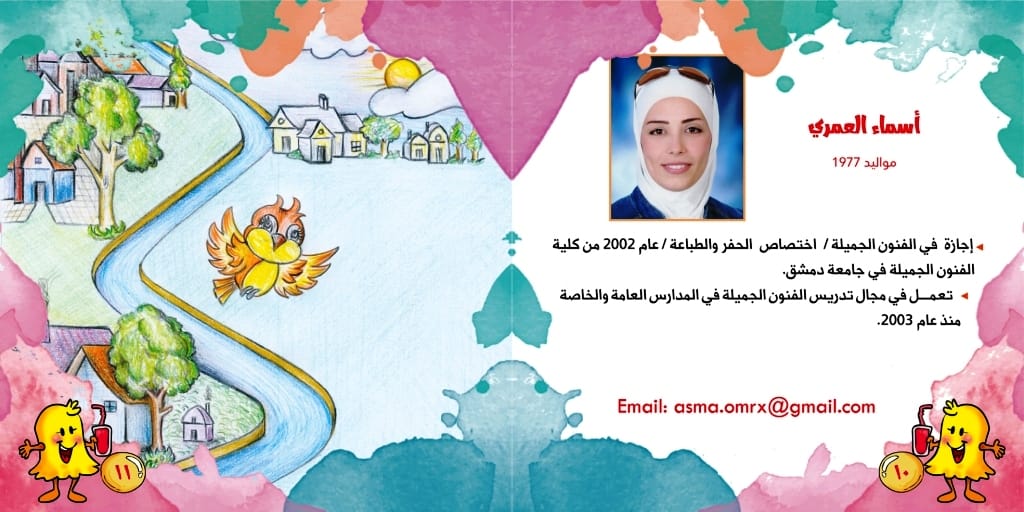 أسماء العمري
مواليد 1977
إجازة في الفنون الجميلة / اختصاص الحفر والطباعة / عام 2002 من كلية
الفنون الجميلة في جامعة دمشق.
تعمـــل في مجال تدريس الفنون الجميلة في المدارس العامة والخاصة
منذ عام 2003.
Email: asma.omrx@gmail.com
١٠
١١